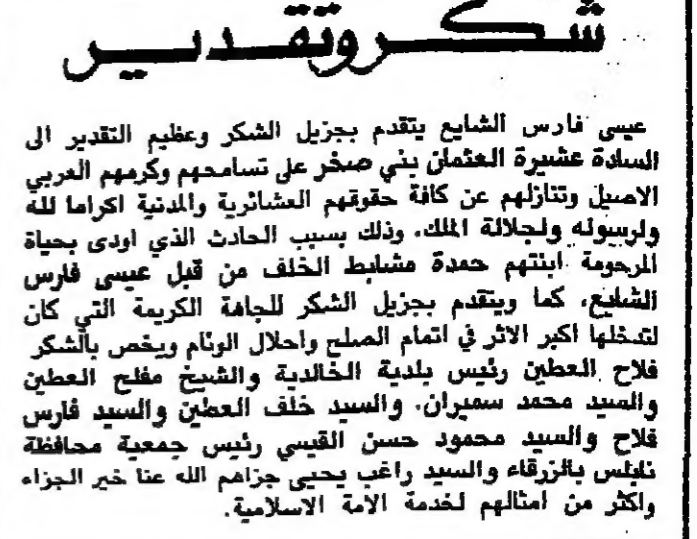 شكر وتقدير
عيسى فارس الشايع يتقدم بجزيل الشكر وعظيم التقدير الى
السادة عشيرة العثمان بني صخر على تسامحهم وكرمهم العربي
الاصيل وتنازلهم عن كافة حقوقهم العشائرية والمدنية اكراما لله
ولرسوله ولجلالة الملك، وذلك بسبب الحادث الذي اودى بحياة
المرحومة ابنتهم حمدة مشابط الخلف من قبل عيسى فارس
الشايع، كما ويتقدم بجزيل الشكر للجاهة الكريمة التي كان
لتدخلها اكبر الاثر في اتمام الصلح واحلال الوئام ويخص بالشكر
فلاح العطين رئيس بلدية الخالدية والشيخ مفلح العطين
والسيد محمد سميران، والسيد خلف العطين والسيد فارس
فلاح والسيد محمود حسن القيسي رئيس جمعية محافظة
نابلس بالزرقاء والسيد راغب يحيى جزاهم الله عنا خير الجزاء
واكثر من امثالهم لخدمة الامة الاسلامية.